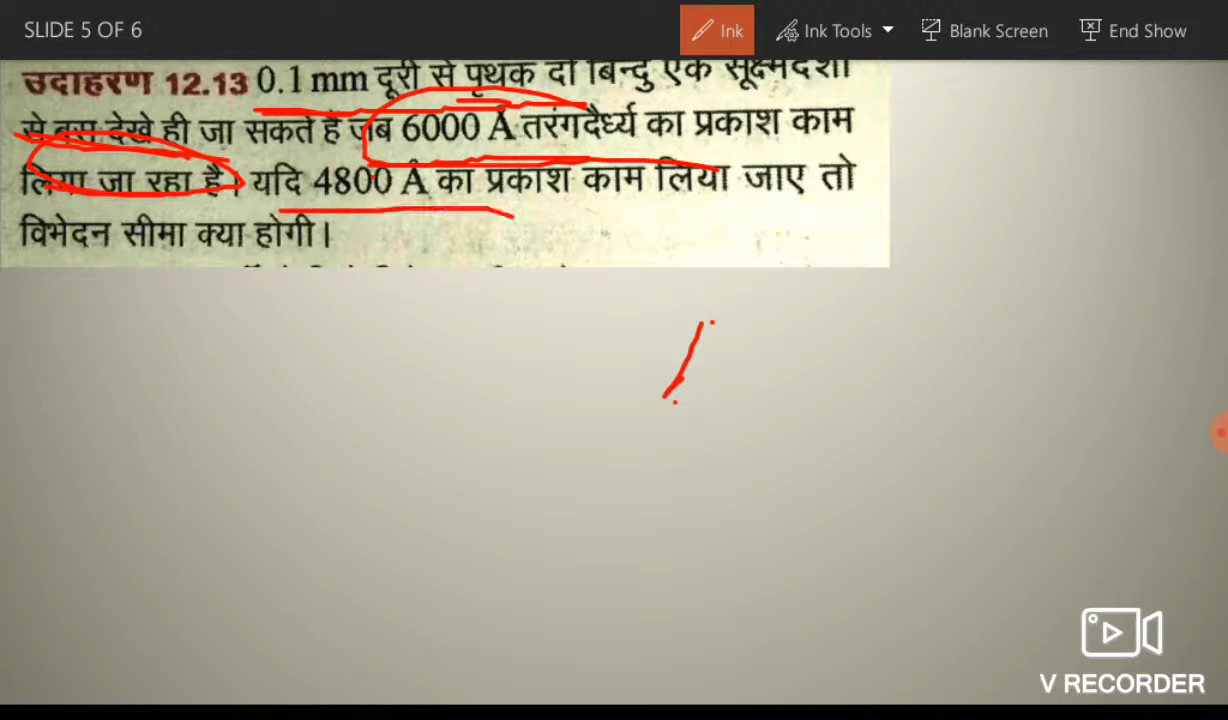 SLIDE 5 OF 6
Ink
Ink Tools
Blank Screen
End Show
उदाहरण 12.13 0.1 mm दूरी से पृथक दो बिन्दु एक सूक्ष्मदर्शी
से बस देखे ही जा सकते हैं जब 6000 Å तरंगदैर्ध्य का प्रकाश काम
लिया जा रहा है। यदि 4800 Å का प्रकाश काम लिया जाए तो
विभेदन सीमा क्या होगी।
V RECORDER